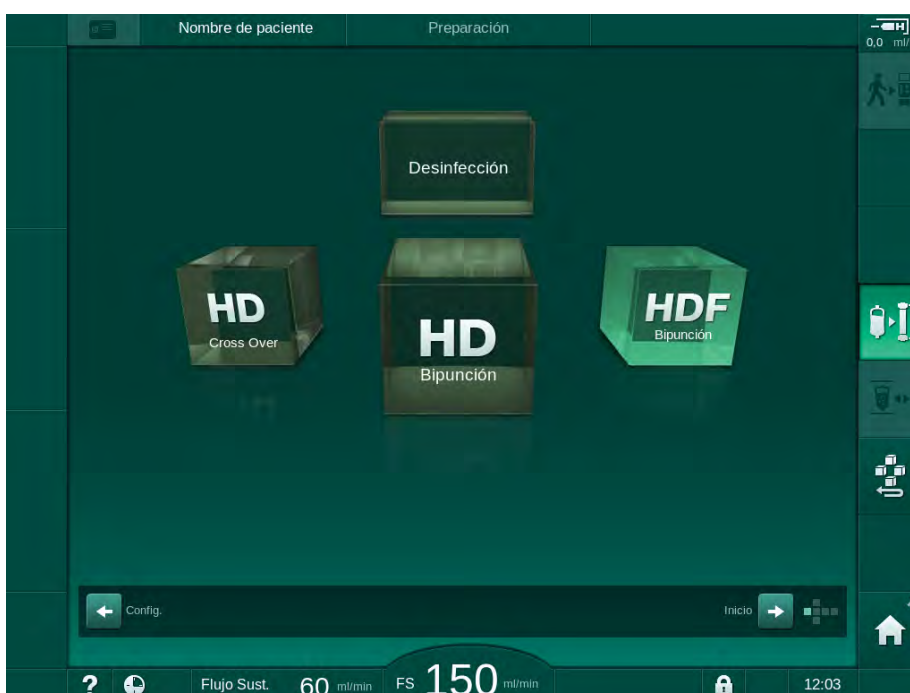 Nombre de paciente
Preparación
0,0 ml/
Desinfección
HD
Cross Over
HD
Bipunción
HDF
Bipunción
Config.
Inicio
? Flujo Sust. 60 ml/min FS 150 ml/min 12:03